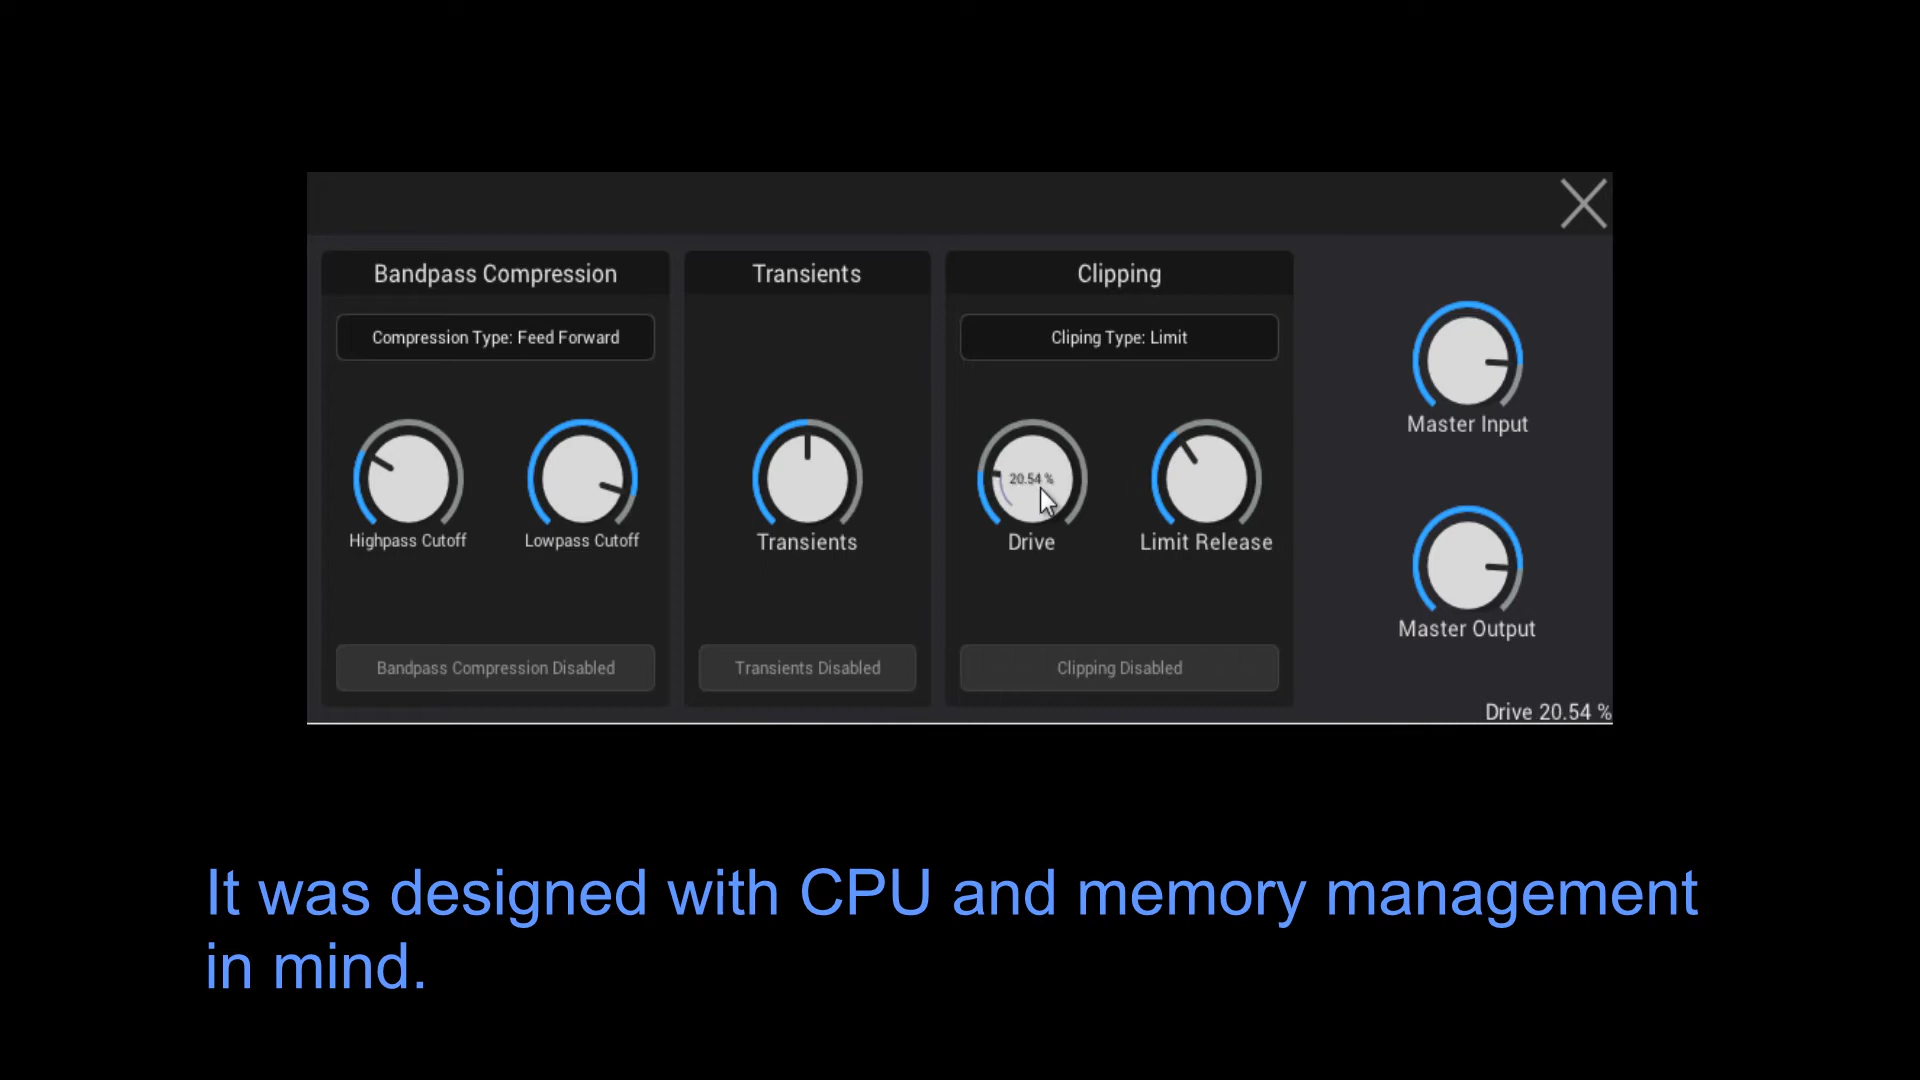 Bandpass Compression
Compression Type: Feed Forward
Highpass Cutoff
Lowpass Cutoff
Bandpass Compression Disabled
Transients
Transients
Transients Disabled
Clipping
Cliping Type: Limit
20.54 %
Drive
Limit Release
Clipping Disabled
Master Input
Master Output
Drive 20.54 %
It was designed with CPU and memory management
in mind.